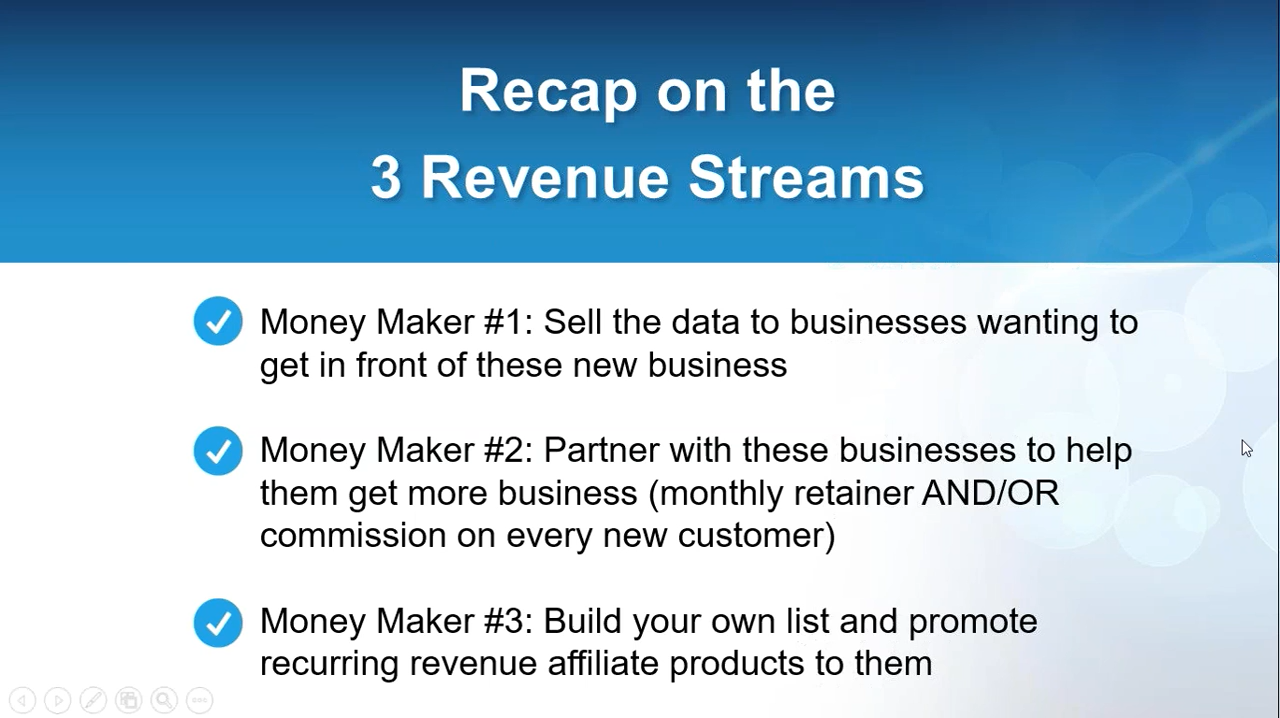 Recap on the
3 Revenue Streams
Money Maker #1: Sell the data to businesses wanting to
get in front of these new business
Money Maker #2: Partner with these businesses to help
them get more business (monthly retainer AND/OR
commission on every new customer)
Money Maker #3: Build your own list and promote
recurring revenue affiliate products to them